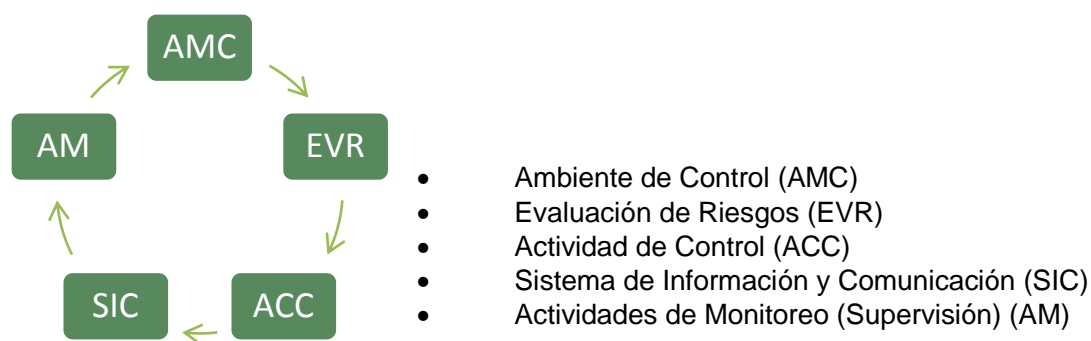 AMC
AM
EVR
SIC
ACC
• Ambiente de Control (AMC)
• Evaluación de Riesgos (EVR)
• Actividad de Control (ACC)
• Sistema de Información y Comunicación (SIC)
• Actividades de Monitoreo (Supervisión) (AM)